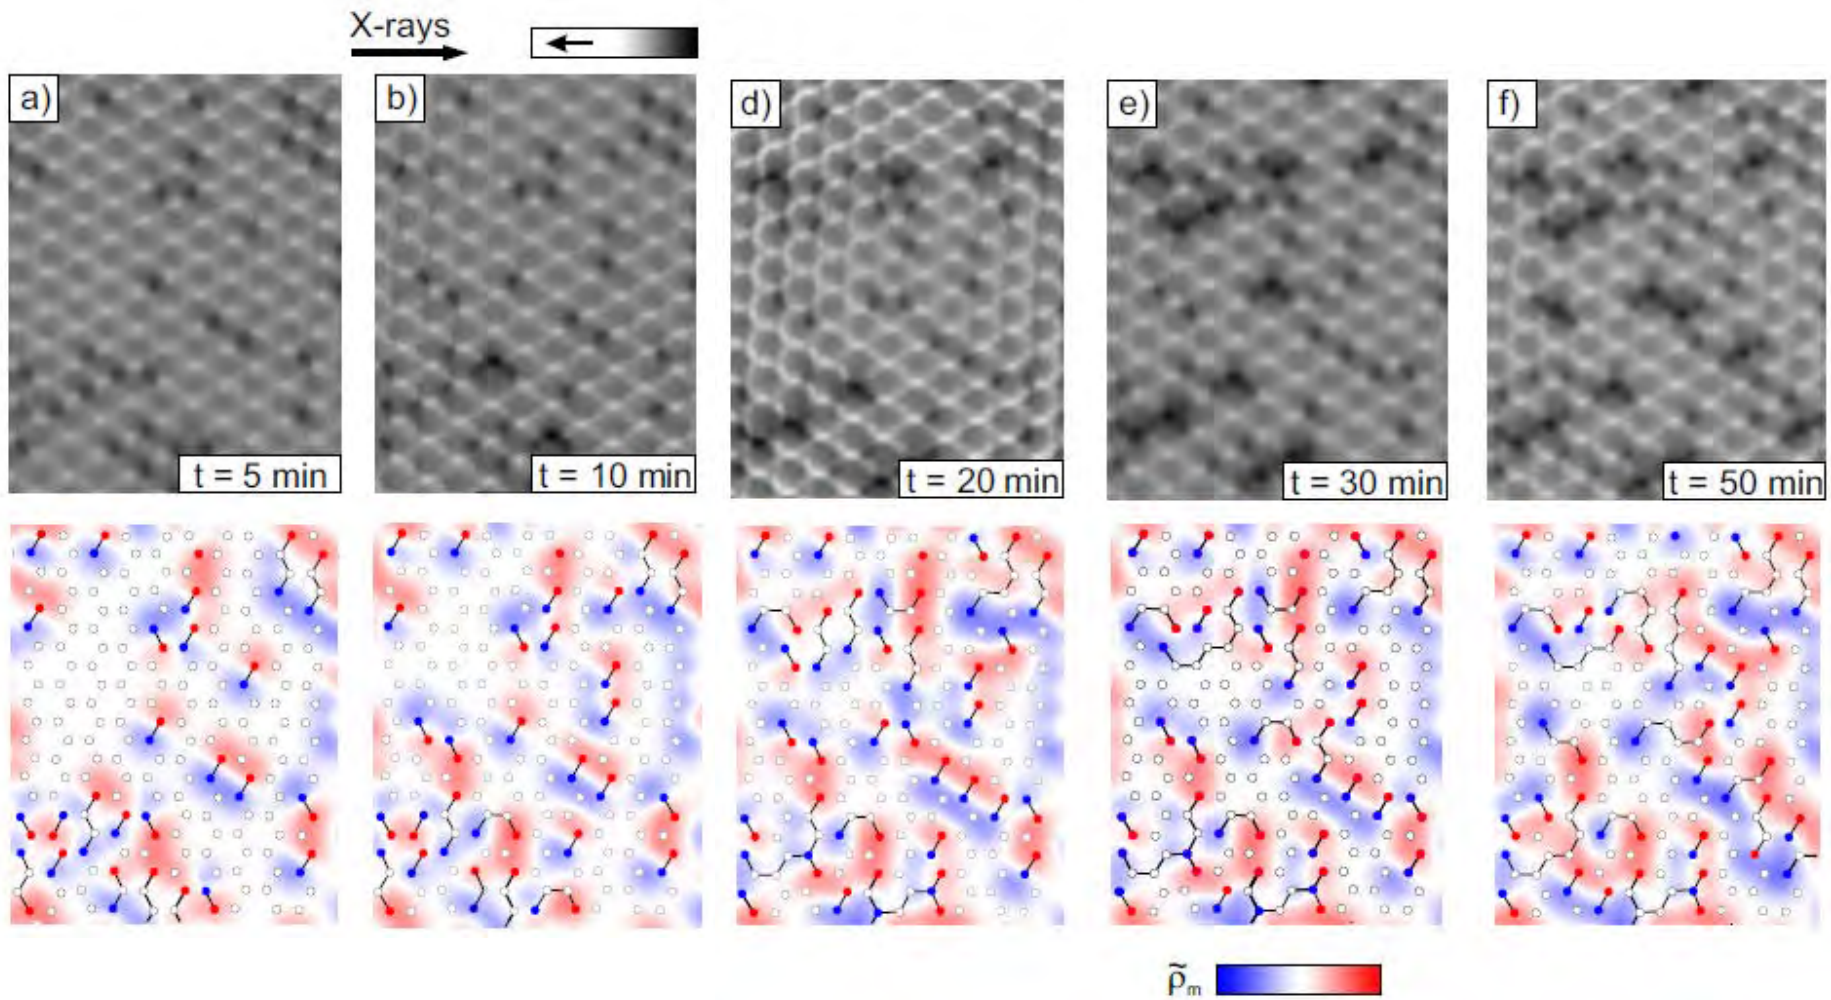 X-rays
a)
b)
d)
e)
f)
t = 5 min
t = 10 min
t = 20 min
t = 30 min
t = 50 min
ρ̃ₘ